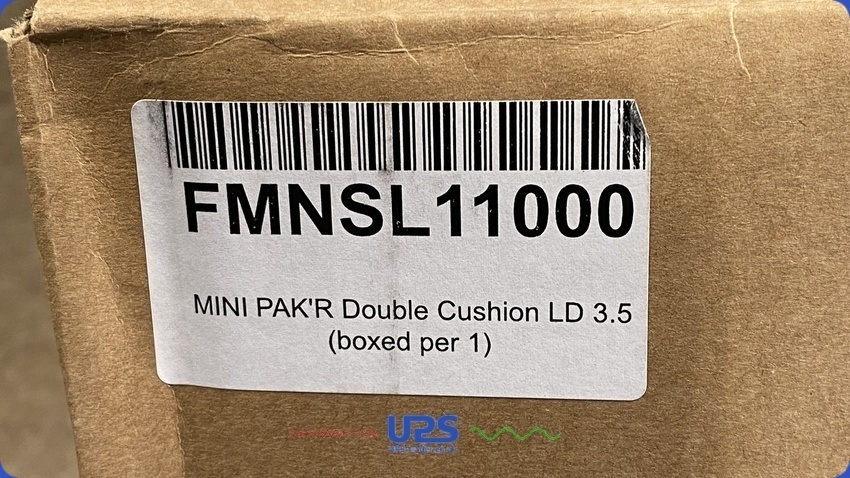 FMNSL11000
MINI PAK'R Double Cushion LD 3.5
(boxed per 1)
UPS